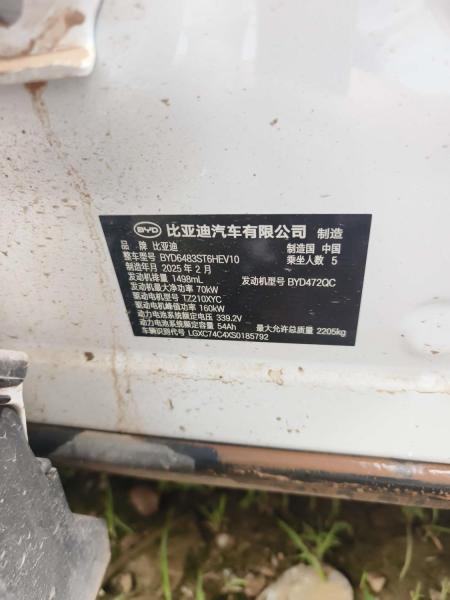 BYD 比亚迪汽车有限公司 制造
品 牌 比亚迪 制造国 中国
整车型号 BYD6483ST6HEV10 乘坐人数 5
制造年月 2025 年 2 月
发动机排量 1498mL 发动机型号 BYD472QC
发动机最大净功率 70kW
驱动电机型号 TZ210XYC
驱动电机峰值功率 160kW
动力电池系统额定电压 339.2V
动力电池系统额定容量 54Ah 最大允许总质量 2205kg
车辆识别代号 LGXC74C4XS0185792